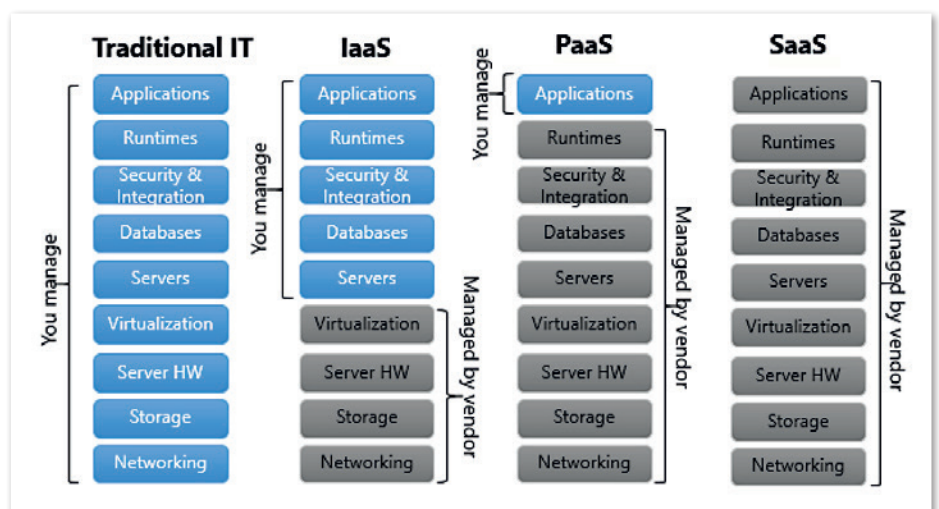 Traditional IT
You manage
Applications
Runtimes
Security &
Integration
Databases
Servers
Virtualization
Server HW
Storage
Networking
IaaS
You manage
Applications
Runtimes
Security &
Integration
Databases
Servers
Virtualization
Server HW
Storage
Networking
Managed by vendor
PaaS
You manage
Applications
Runtimes
Security &
Integration
Databases
Servers
Virtualization
Server HW
Storage
Networking
Managed by vendor
SaaS
Applications
Runtimes
Security &
Integration
Databases
Servers
Virtualization
Server HW
Storage
Networking
Managed by vendor